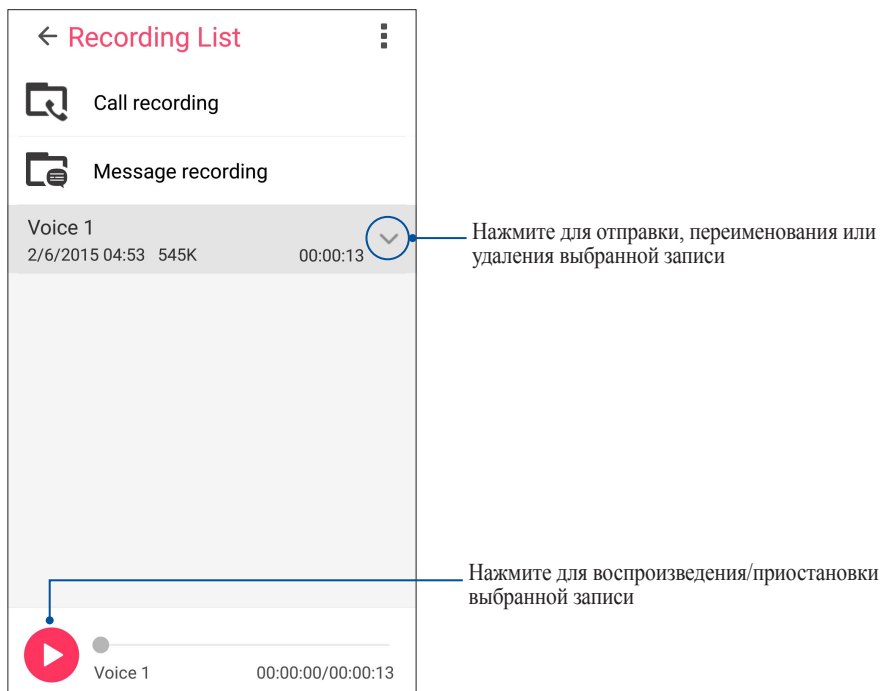 Recording List
Call recording
Message recording
Voice 1
2/6/2015 04:53 545K 00:00:13
Нажмите для отправки, переименования или
удаления выбранной записи
Нажмите для воспроизведения/приостановки
выбранной записи
Voice 1 00:00:00/00:00:13